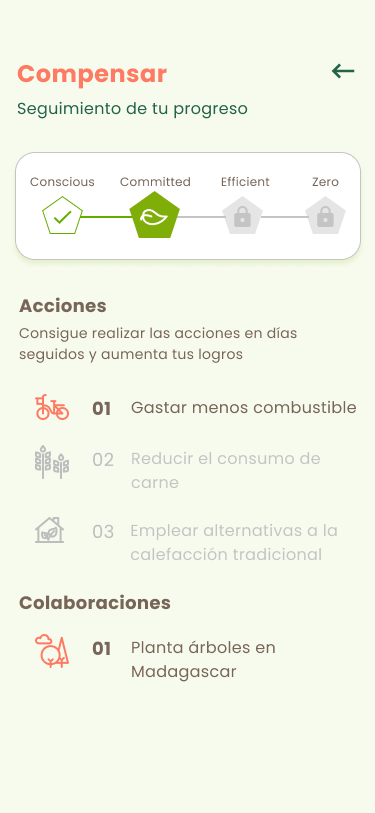 Compensar
Seguimiento de tu progreso
Conscious Committed Efficient Zero
Acciones
Consigue realizar las acciones en días
seguidos y aumenta tus logros
01 Gastar menos combustible
02 Reducir el consumo de
carne
03 Emplear alternativas a la
calefacción tradicional
Colaboraciones
01 Planta árboles en
Madagascar